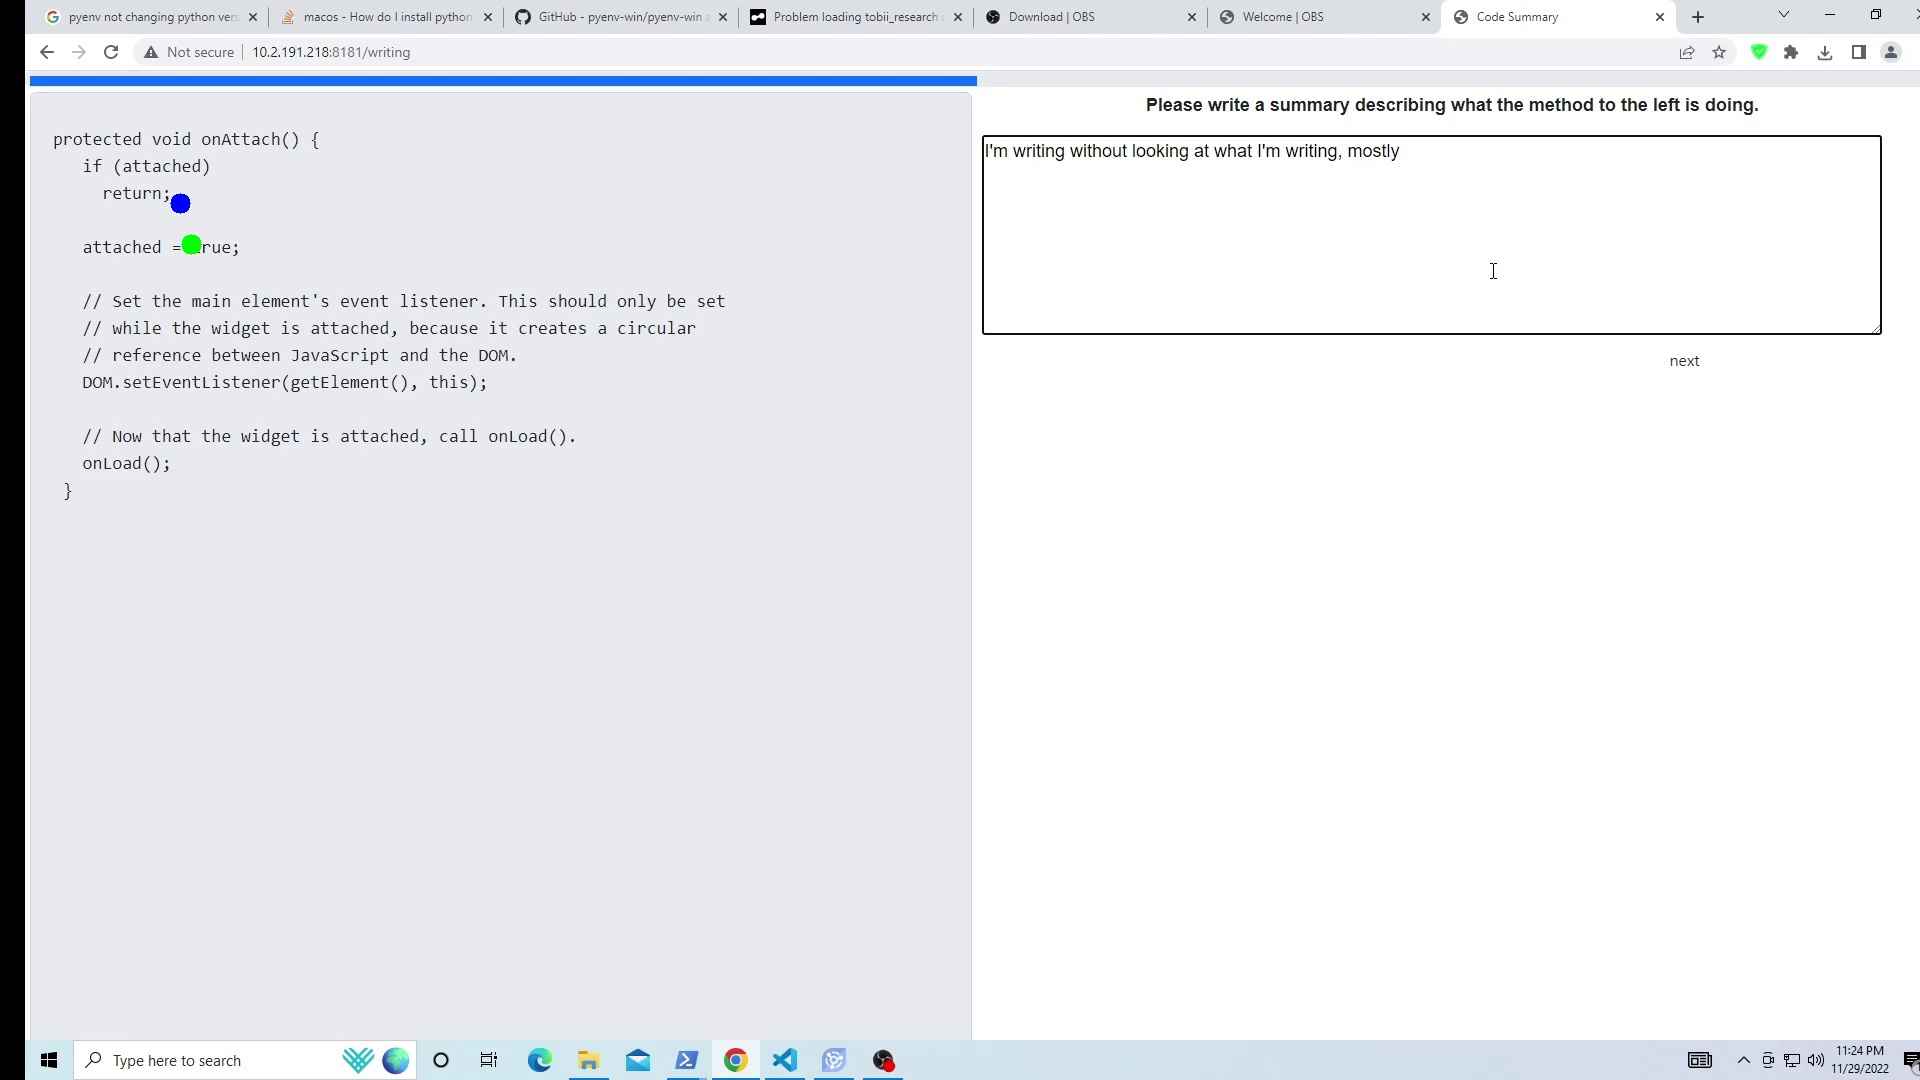 pyenv not changing python vers
macos - How do I install python
GitHub - pyenv-win/pyenv-win
Problem loading tobii_research
Download | OBS
Welcome | OBS
Code Summary
Not secure
10.2.191.218:8181/writing
protected void onAttach() {
if (attached)
return;
attached = rue;
// Set the main element's event listener. This should only be set
// while the widget is attached, because it creates a circular
// reference between JavaScript and the DOM.
DOM.setEventListener(getElement(), this);
// Now that the widget is attached, call onLoad().
onLoad();
}
Please write a summary describing what the method to the left is doing.
I'm writing without looking at what I'm writing, mostly
next
Type here to search
11:24 PM
11/29/2022